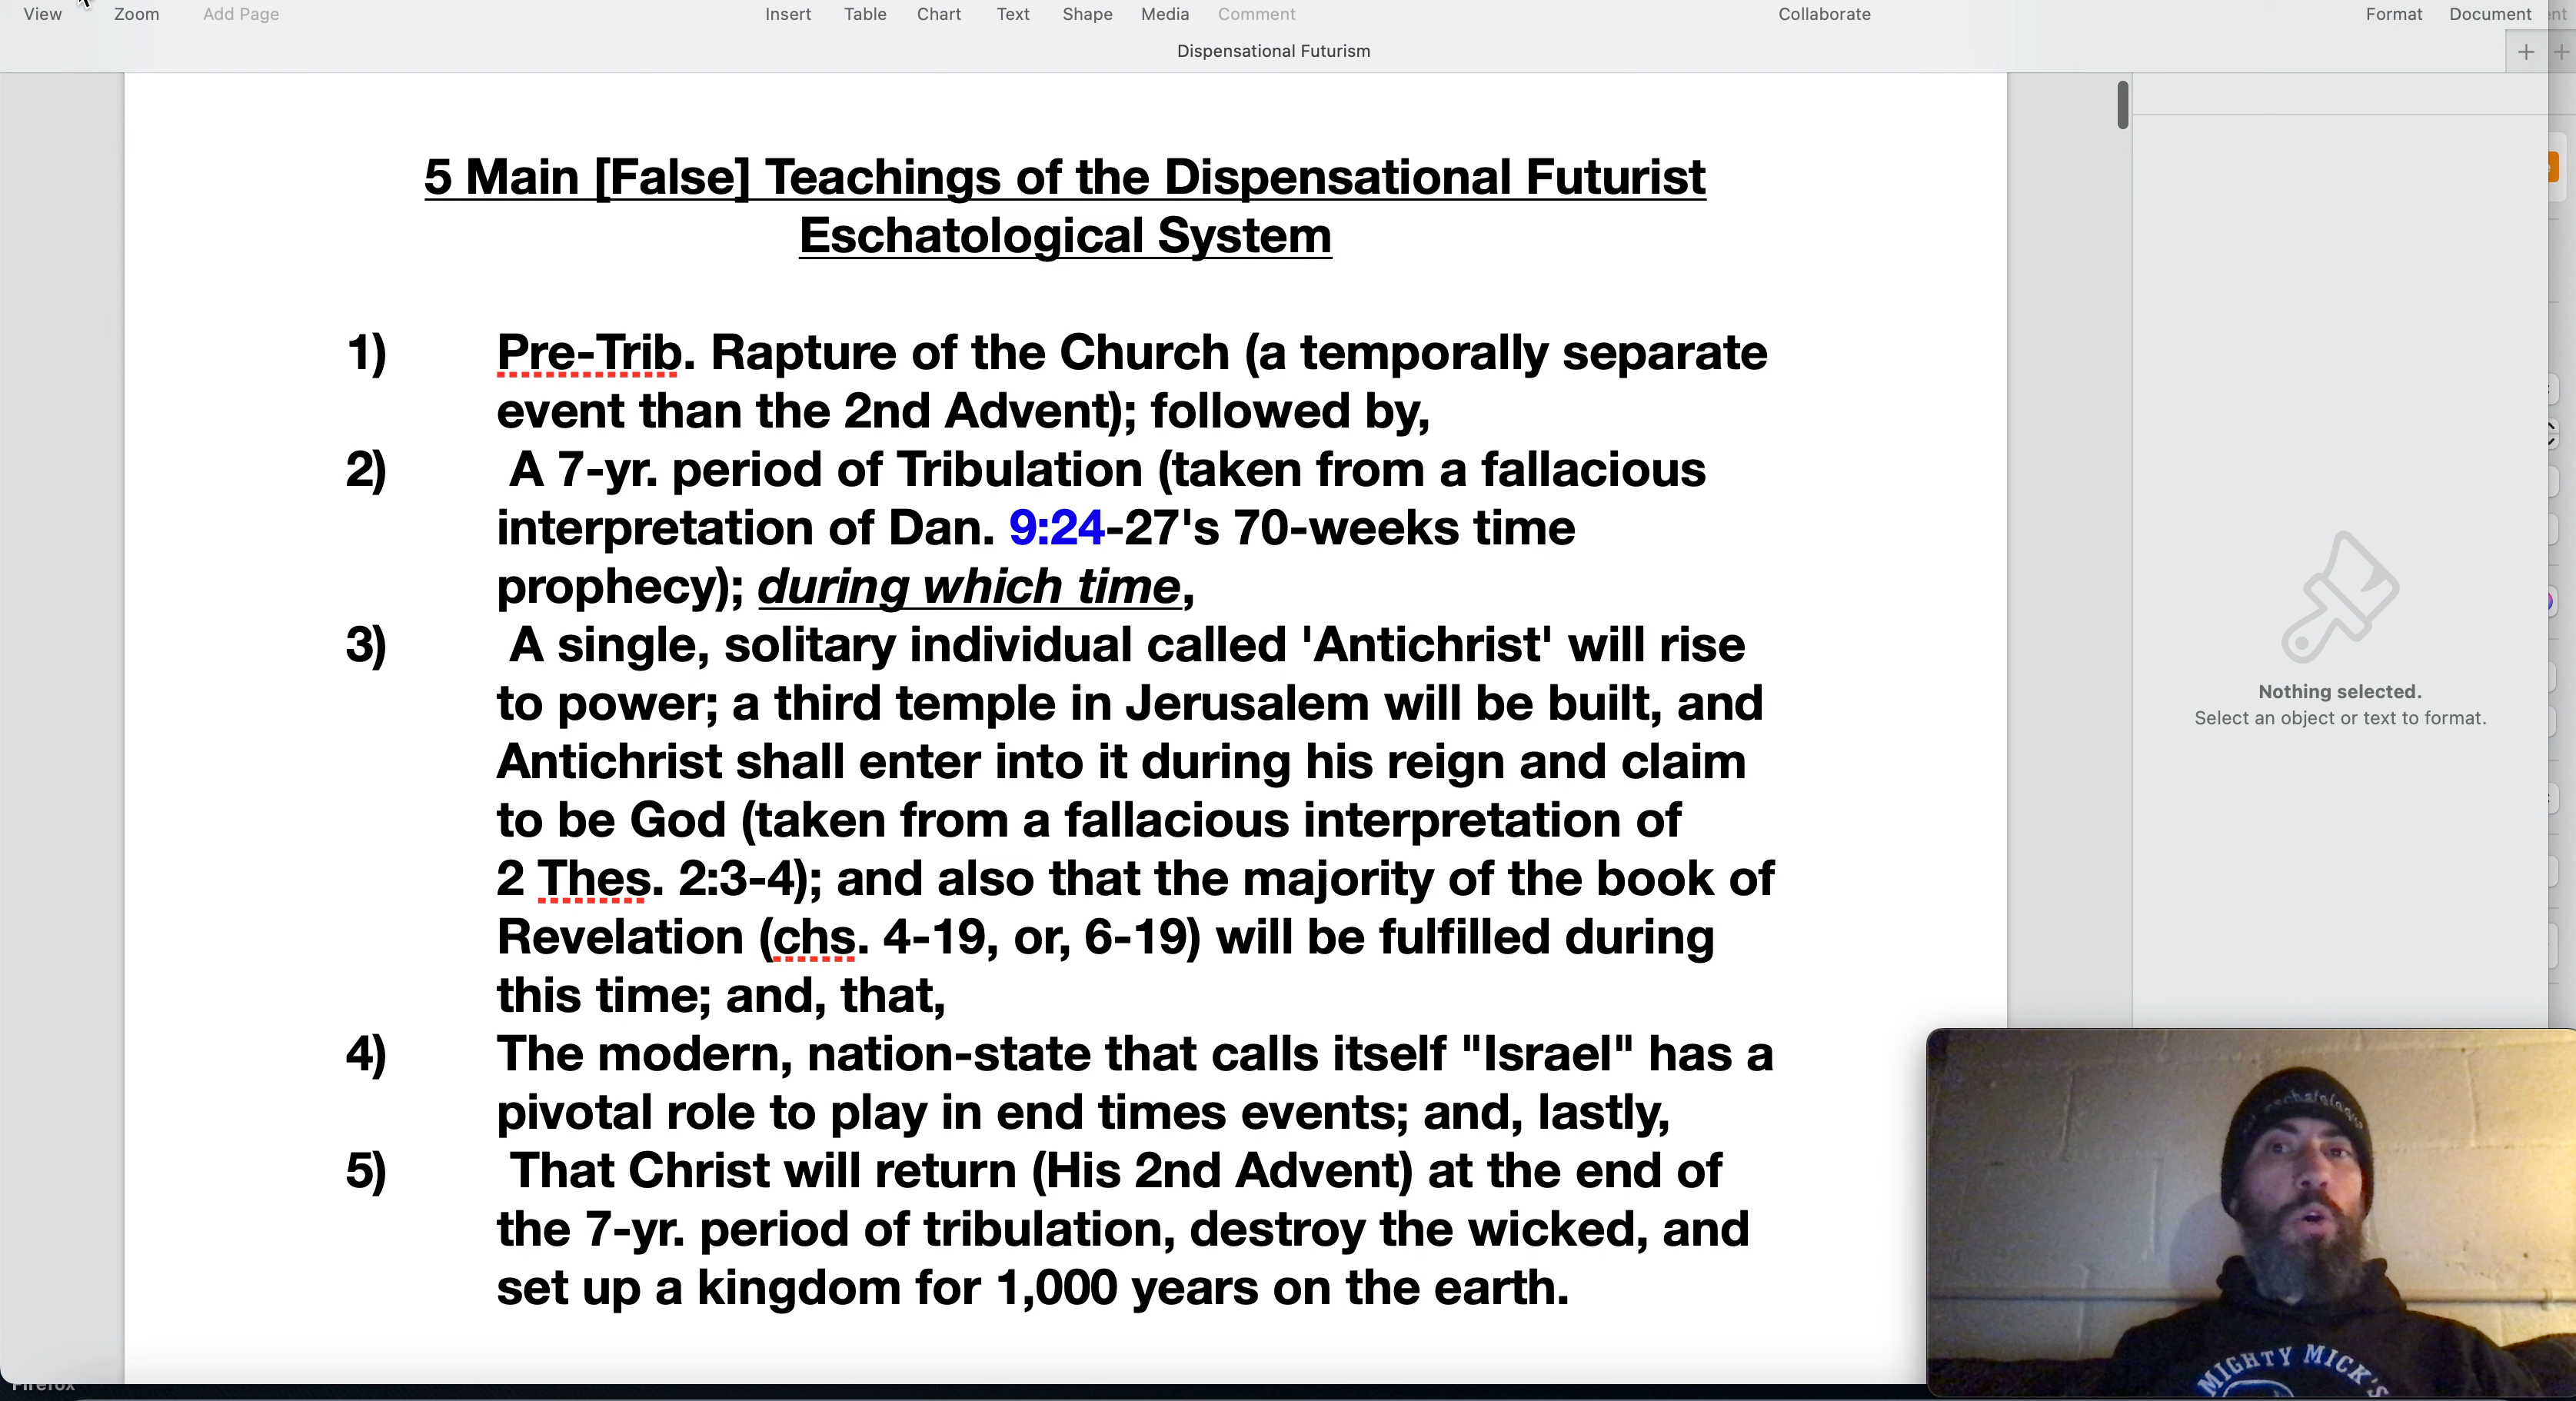 View Zoom Add Page Insert Table Chart Text Shape Media Comment Collaborate Format Document
Dispensational Futurism
5 Main [False] Teachings of the Dispensational Futurist
Eschatological System
1) Pre-Trib. Rapture of the Church (a temporally separate
event than the 2nd Advent); followed by,
2) A 7-yr. period of Tribulation (taken from a fallacious
interpretation of Dan. 9:24-27's 70-weeks time
prophecy); during which time,
3) A single, solitary individual called 'Antichrist' will rise
to power; a third temple in Jerusalem will be built, and
Antichrist shall enter into it during his reign and claim
to be God (taken from a fallacious interpretation of
2 Thes. 2:3-4); and also that the majority of the book of
Revelation (chs. 4-19, or, 6-19) will be fulfilled during
this time; and, that,
4) The modern, nation-state that calls itself "Israel" has a
pivotal role to play in end times events; and, lastly,
5) That Christ will return (His 2nd Advent) at the end of
the 7-yr. period of tribulation, destroy the wicked, and
set up a kingdom for 1,000 years on the earth.
Nothing selected.
Select an object or text to format.
MIGHTY MICK'S
Firefox